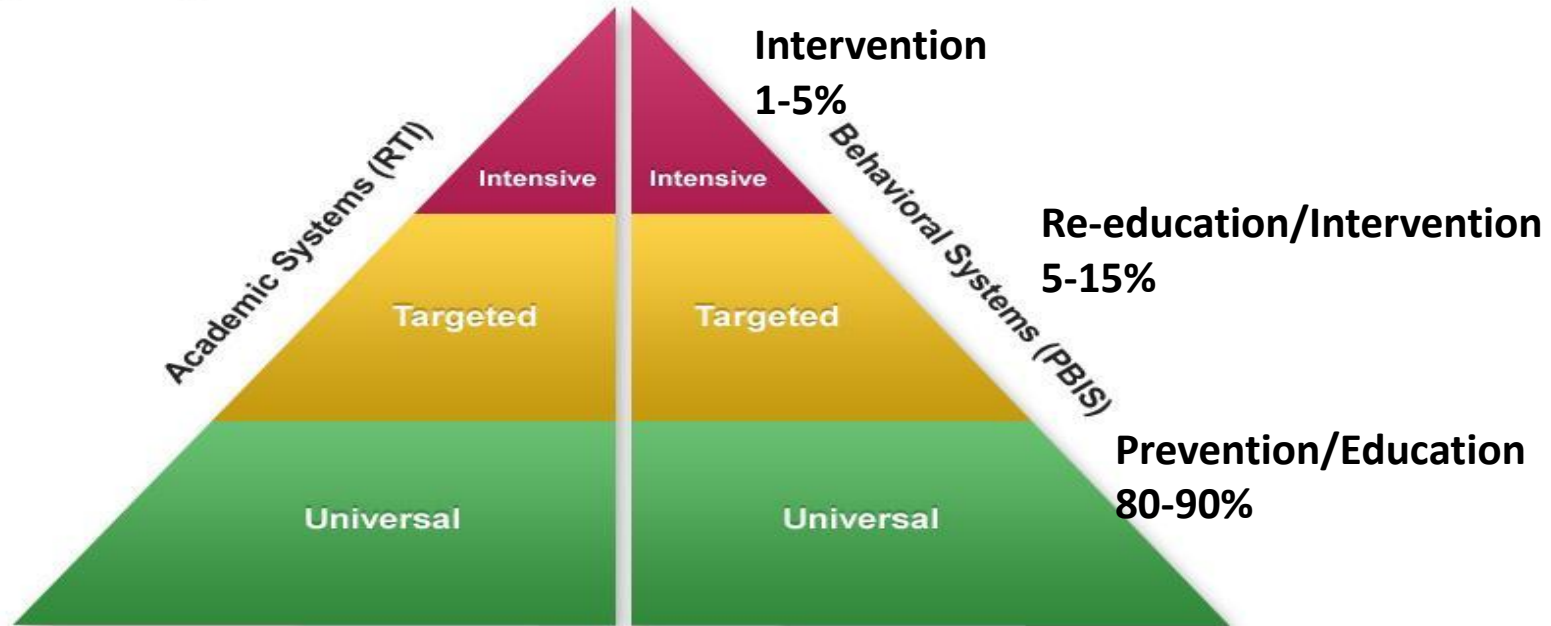 Intervention
1-5%
Academic Systems (RTI)
Behavioral Systems (PBIS)
Intensive
Intensive
Re-education/Intervention
5-15%
Targeted
Targeted
Prevention/Education
80-90%
Universal
Universal